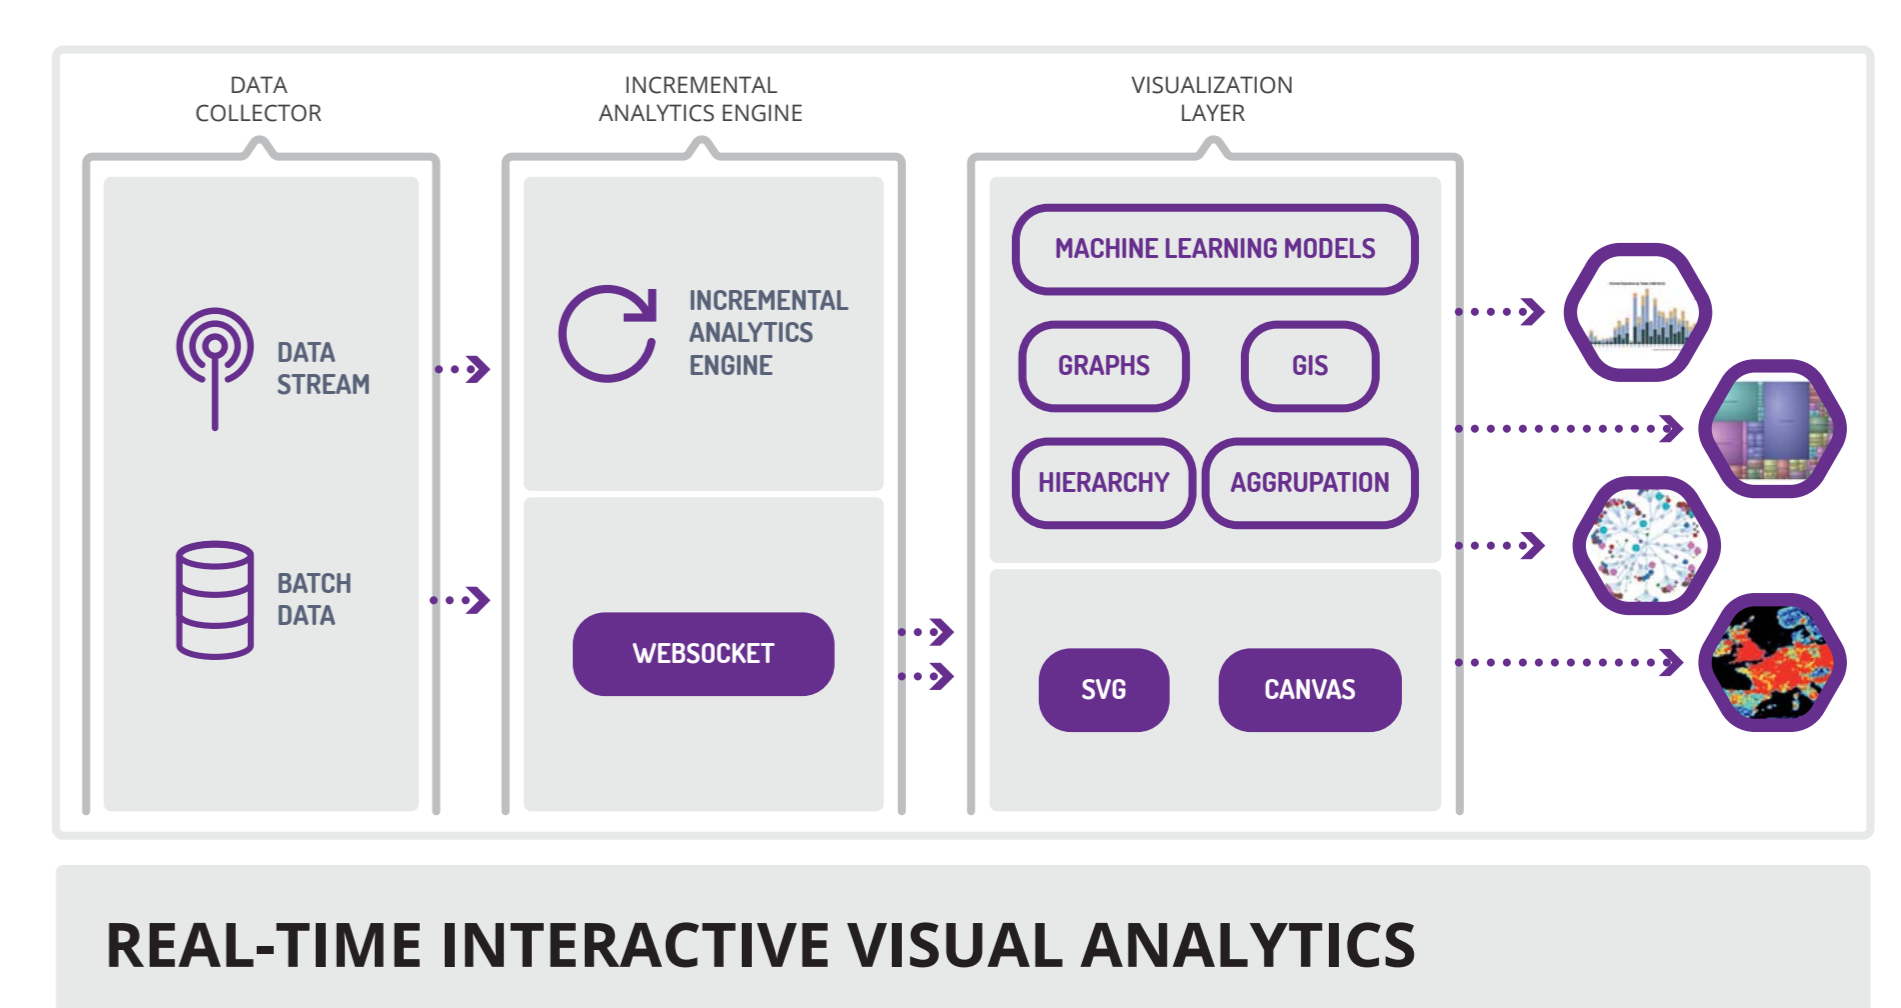 DATA
COLLECTOR
INCREMENTAL
ANALYTICS ENGINE
VISUALIZATION
LAYER
DATA
STREAM
BATCH
DATA
INCREMENTAL
ANALYTICS
ENGINE
WEBSOCKET
MACHINE LEARNING MODELS
GRAPHS
GIS
HIERARCHY
AGGRUPATION
SVG
CANVAS
REAL-TIME INTERACTIVE VISUAL ANALYTICS